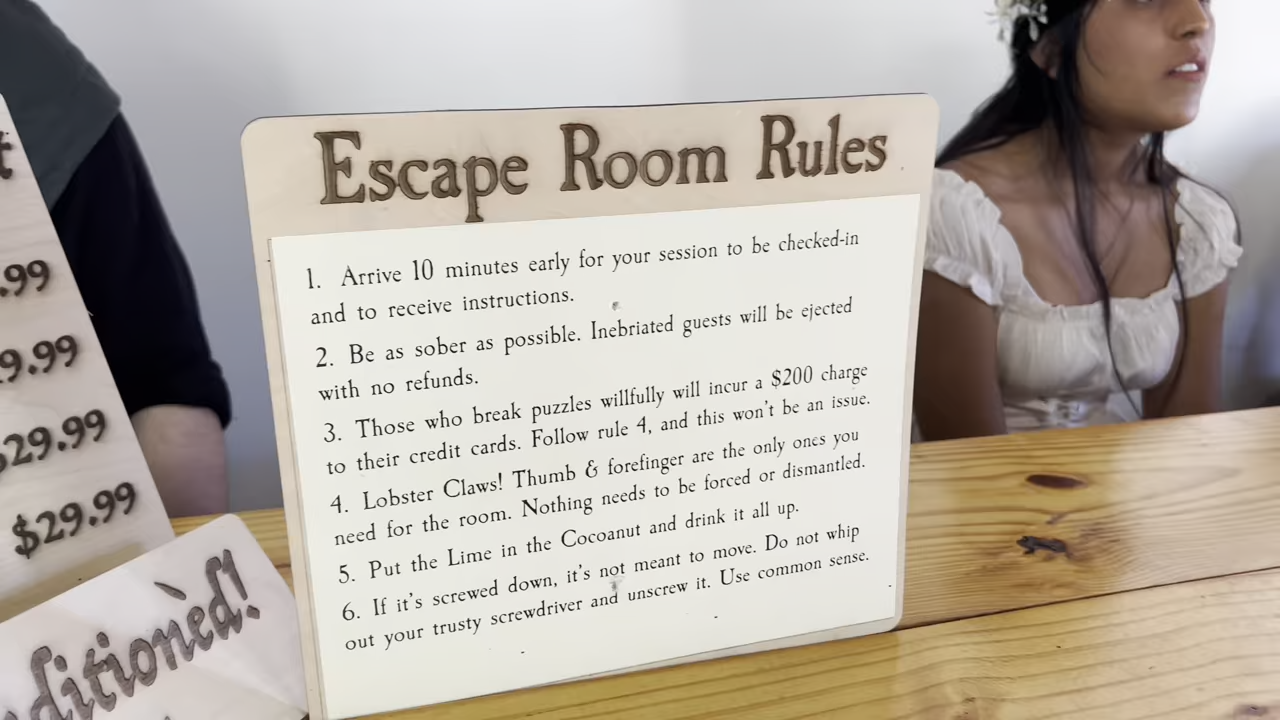 Escape Room Rules
1. Arrive 10 minutes early for your session to be checked-in
and to receive instructions.
2. Be as sober as possible. Inebriated guests will be ejected
with no refunds.
3. Those who break puzzles willfully will incur a $200 charge
to their credit cards. Follow rule 4, and this won't be an issue.
4. Lobster Claws! Thumb & forefinger are the only ones you
need for the room. Nothing needs to be forced or dismantled.
5. Put the Lime in the Cocoanut and drink it all up.
6. If it's screwed down, it's not meant to move. Do not whip
out your trusty screwdriver and unscrew it. Use common sense.
t
.99
9.99
$29.99
$29.99
ditionèd!